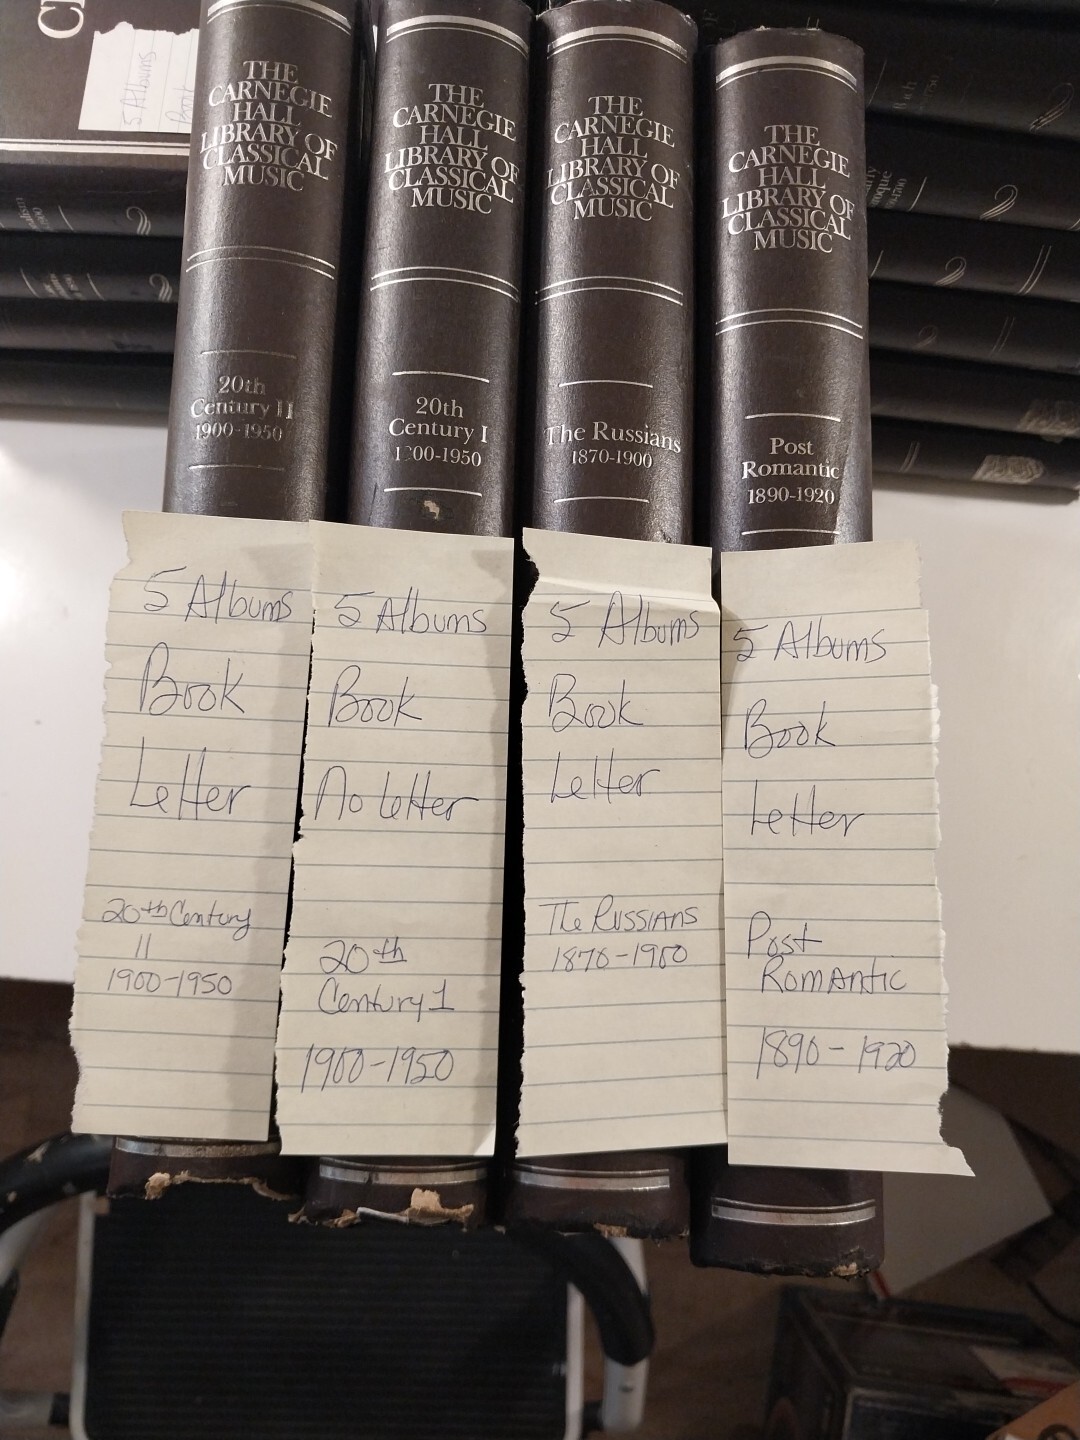 5 Albums
Book
THE
CARNEGIE
HALL
LIBRARY OF
CLASSICAL
MUSIC
20th
Century II
1900-1950
5 Albums
Book
Letter
20th Century
11
1900-1950
THE
CARNEGIE
HALL
LIBRARY OF
CLASSICAL
MUSIC
20th
Century I
1900-1950
5 Albums
Book
No Letter
20th
Century 1
1900-1950
THE
CARNEGIE
HALL
LIBRARY OF
CLASSICAL
MUSIC
The Russians
1870-1900
5 Albums
Book
Letter
The Russians
1870-1900
THE
CARNEGIE
HALL
LIBRARY OF
CLASSICAL
MUSIC
Post
Romantic
1890-1920
5 Albums
Book
Letter
Post
Romantic
1890-1920